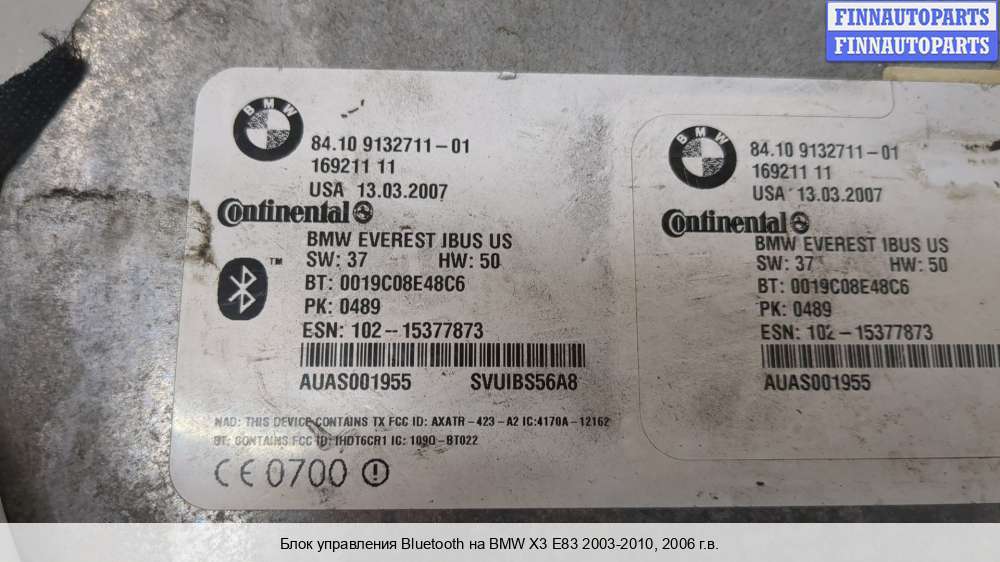 FINNAUTOPARTS
FINNAUTOPARTS
BMW
84.10 9132711-01
169211 11
USA 13.03.2007
Continental
BMW EVEREST IBUS US
SW: 37 HW: 50
™
BT: 0019C08E48C6
PK: 0489
ESN: 102-15377873
AUAS001955 SVUIBS56A8
NAD: THIS DEVICE CONTAINS TX FCC ID: AXATR-423-A2 IC:4170A-12162
BT: CONTAINS FCC ID: IHDT6CR1 IC: 1090-BT022
CE 0700
BMW
84.10 9132711-01
169211 11
USA 13.03.2007
Continental
BMW EVEREST IBUS US
SW: 37 HW: 50
BT: 0019C08E48C6
PK: 0489
ESN: 102-15377873
AUAS001955
Блок управления Bluetooth на BMW X3 E83 2003-2010, 2006 г.в.